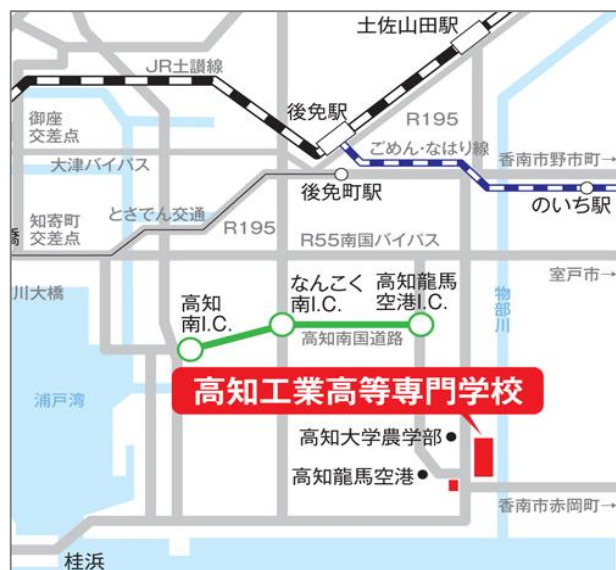 土佐山田駅
JR土讃線
後免駅
御座
交差点
R195
ごめん・なはり線
大津バイパス
香南市野市町→
後免町駅
のいち駅
とさでん交通
知寄町
交差点
橋
R195
R55南国バイパス
室戸市→
川大橋
高知
南I.C.
なんこく
南I.C.
高知龍馬
空港I.C.
物部川
高知南国道路
高知工業高等専門学校
浦戸湾
高知大学農学部
高知龍馬空港
香南市赤岡町→
桂浜